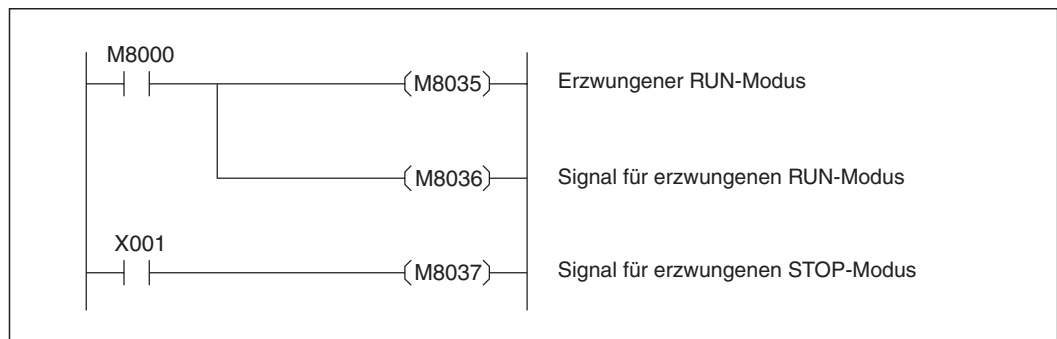 M8000
M8035 Erzwungener RUN-Modus
M8036 Signal für erzwungenen RUN-Modus
X001
M8037 Signal für erzwungenen STOP-Modus